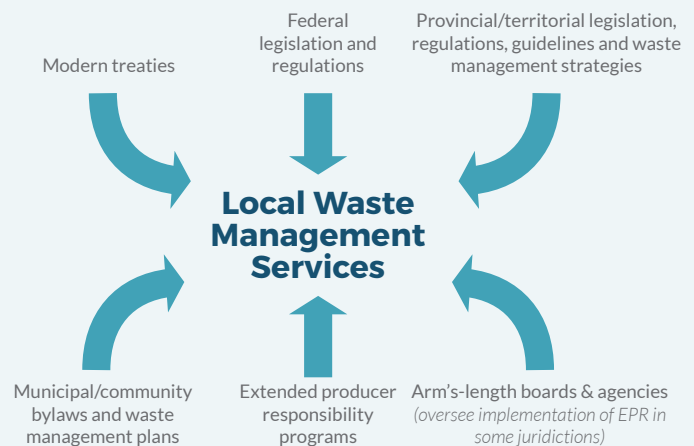 Modern treaties
Federal
legislation and
regulations
Provincial/territorial legislation,
regulations, guidelines and waste
management strategies
Local Waste
Management
Services
Municipal/community
bylaws and waste
management plans
Extended producer
responsibility
programs
Arm's-length boards & agencies
(oversee implementation of EPR in
some juridictions)